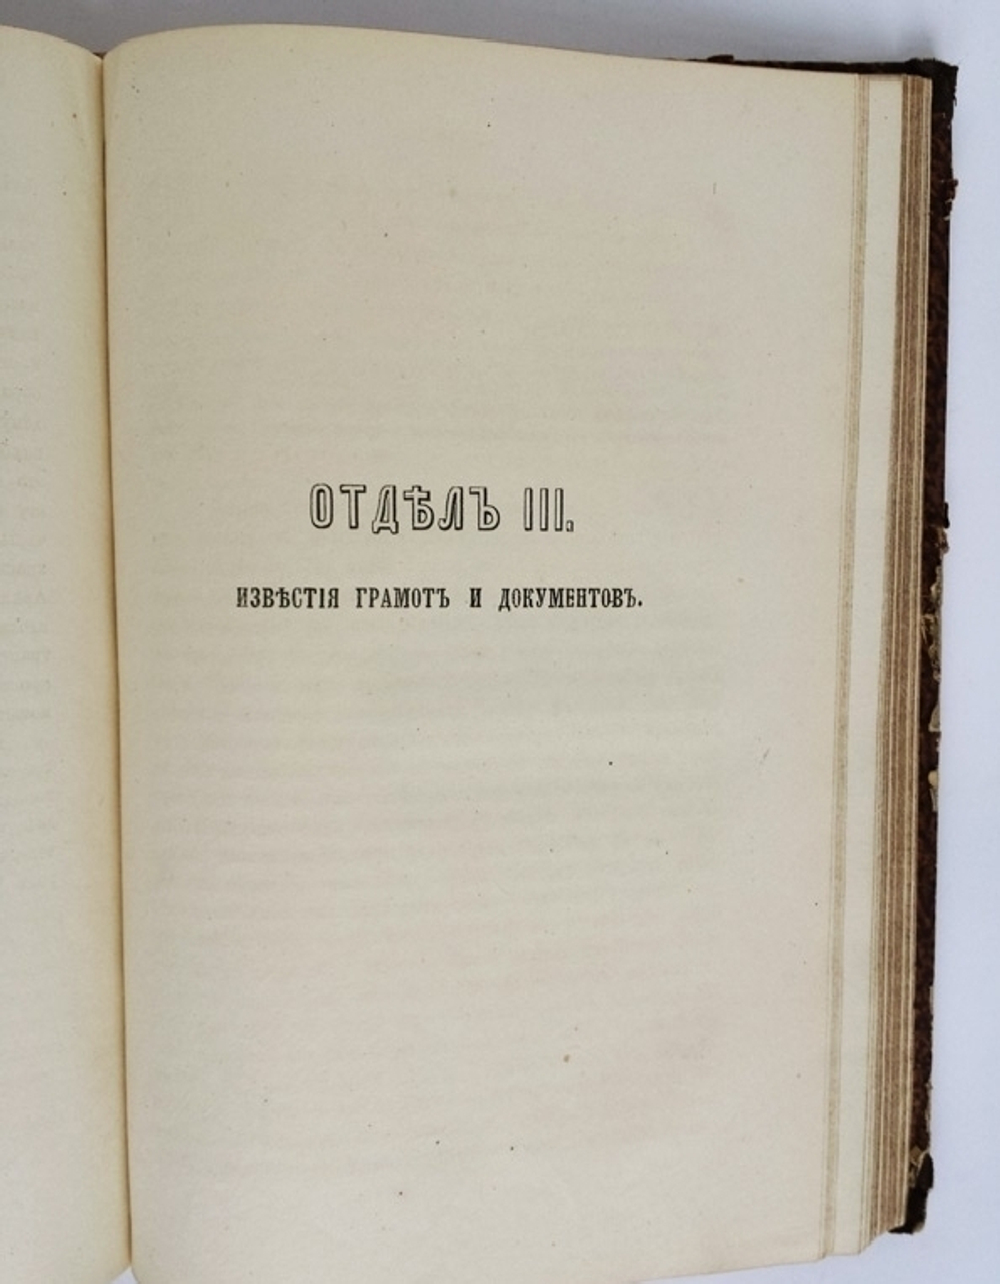 ОТДѢЛЪ III.
ИЗВѢСТІЯ ГРАМОТЪ И ДОКУМЕНТОВЪ.